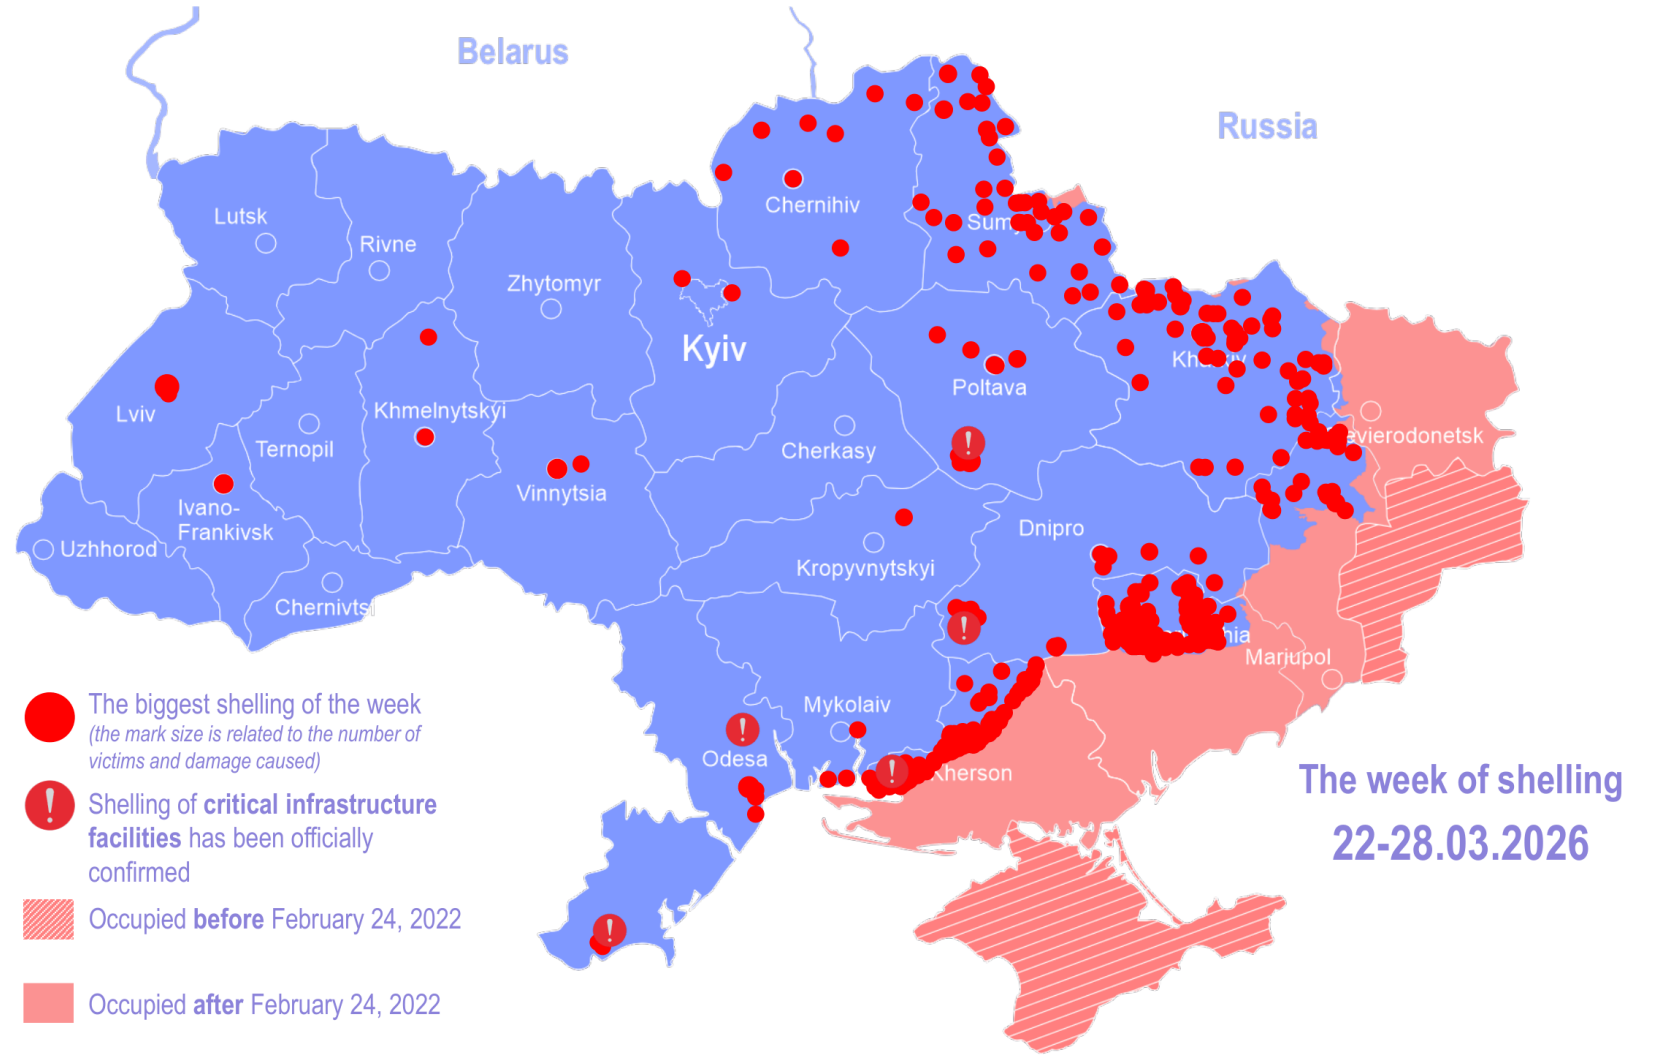 Belarus
Russia
Chernihiv
Lutsk
Sumy
Rivne
Zhytomyr
Kyiv
Kharkiv
Poltava
Khmelnytskyi
Lviv
Sievierodonetsk
Ternopil
Cherkasy
Vinnytsia
Ivano-
Frankivsk
Dnipro
Uzhhorod
Kropyvnytskyi
Chernivtsi
Mariupol
Mykolaiv
Odesa
Kherson
The biggest shelling of the week
(the mark size is related to the number of
victims and damage caused)
Shelling of critical infrastructure
facilities has been officially
confirmed
Occupied before February 24, 2022
Occupied after February 24, 2022
The week of shelling
22-28.03.2026